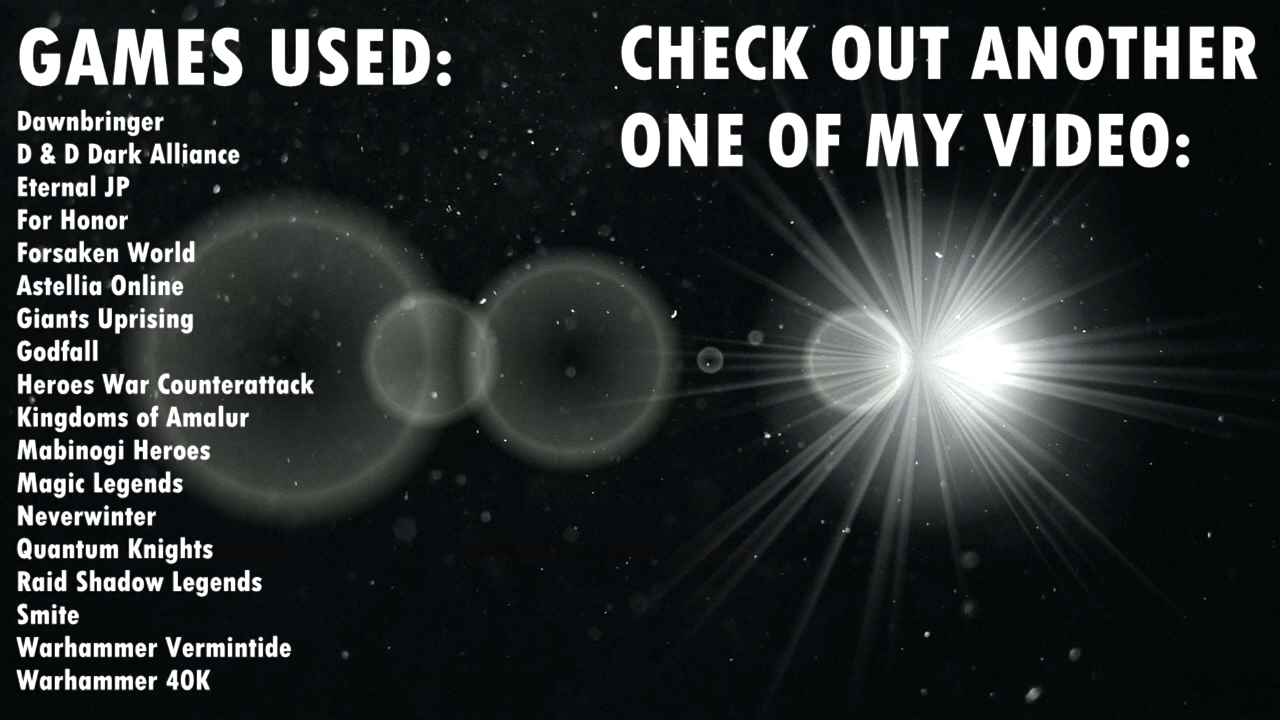 GAMES USED:
Dawnbringer
D & D Dark Alliance
Eternal JP
For Honor
Forsaken World
Astellia Online
Giants Uprising
Godfall
Heroes War Counterattack
Kingdoms of Amalur
Mabinogi Heroes
Magic Legends
Neverwinter
Quantum Knights
Raid Shadow Legends
Smite
Warhammer Vermintide
Warhammer 40K
CHECK OUT ANOTHER
ONE OF MY VIDEO: